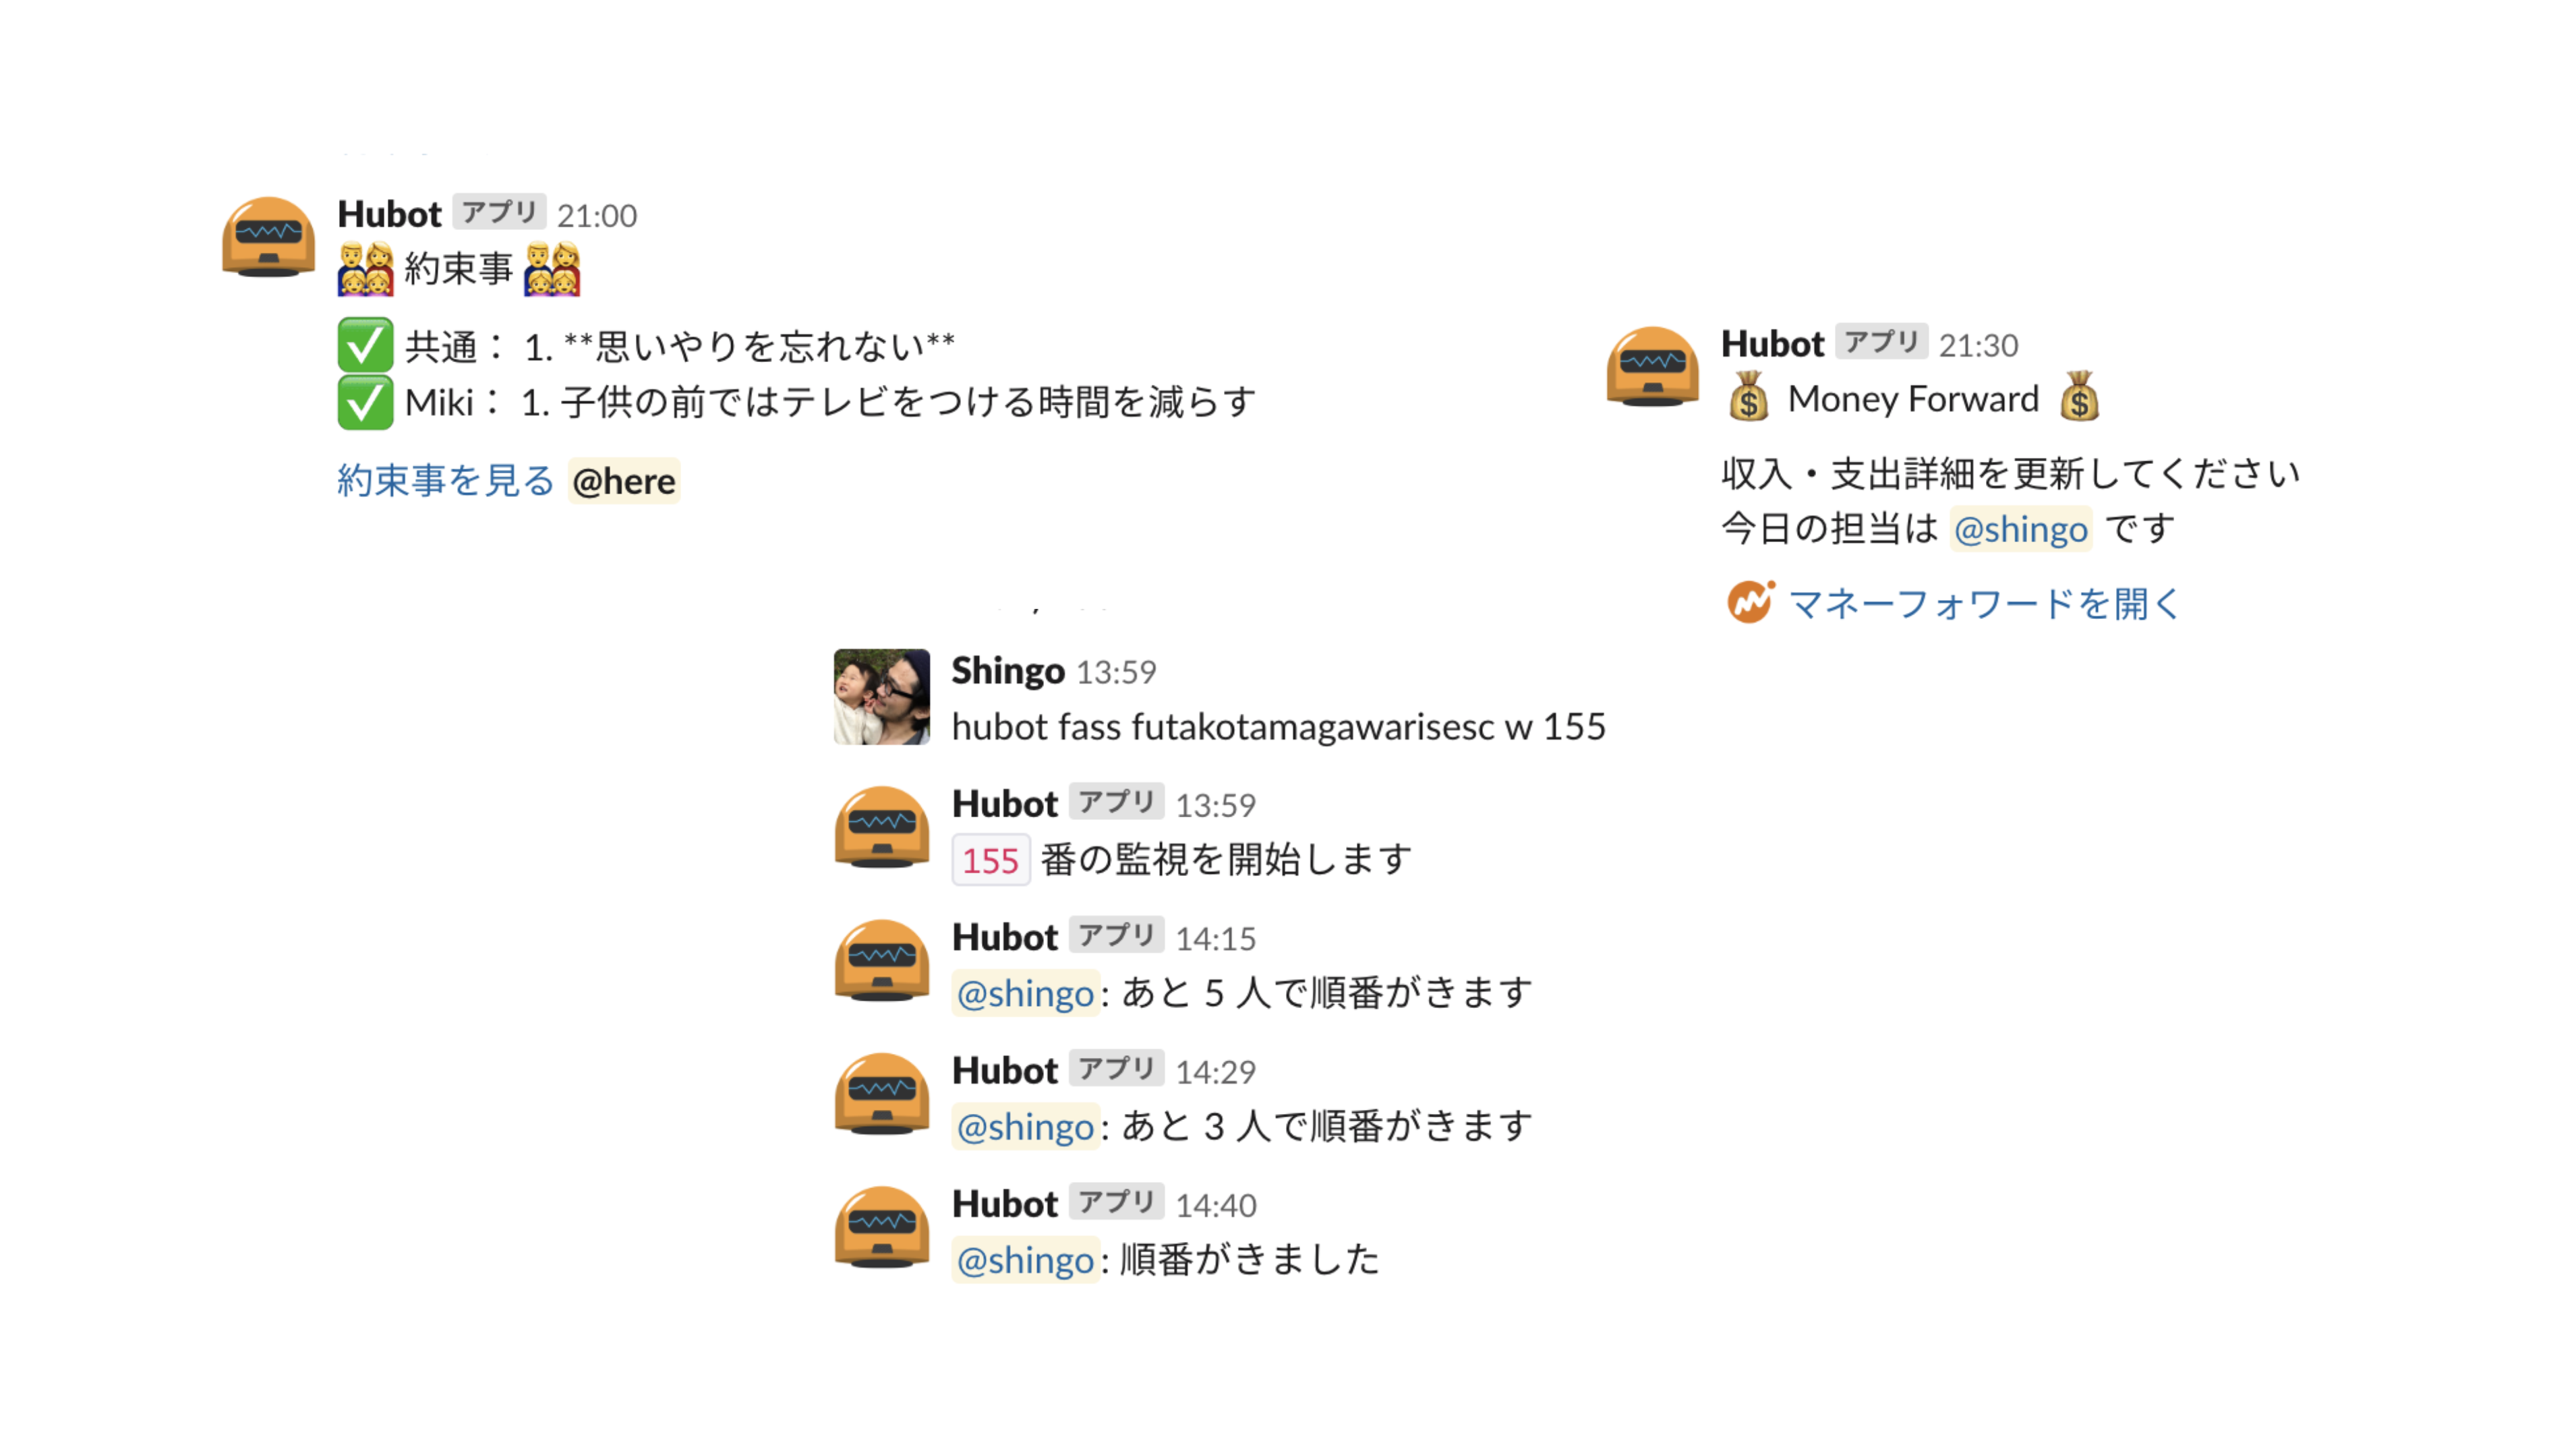 Hubot アプリ 21:00
約束事
共通： 1. **思いやりを忘れない**
Miki： 1. 子供の前ではテレビをつける時間を減らす
約束事を見る @here
Hubot アプリ 21:30
Money Forward
収入・支出詳細を更新してください
今日の担当は @shingo です
マネーフォワードを開く
Shingo 13:59
hubot fass futakotamagawarisesc w 155
Hubot アプリ 13:59
155 番の監視を開始します
Hubot アプリ 14:15
@shingo: あと 5 人で順番がきます
Hubot アプリ 14:29
@shingo: あと 3 人で順番がきます
Hubot アプリ 14:40
@shingo: 順番がきました